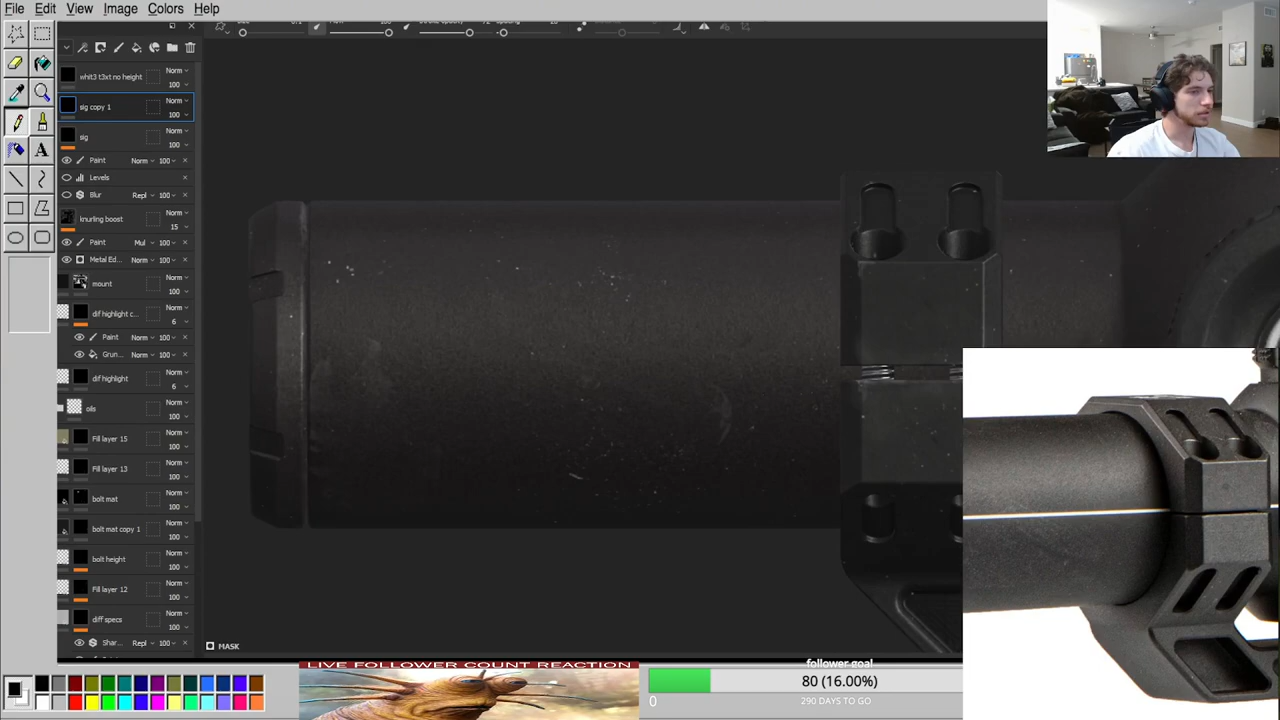 File Edit View Image Colors Help
whit3 t3xt no height Norm 100
sig copy 1 Norm 100
sig Norm 100
Paint Norm 100
Levels
Blur Repl 100
knurling boost Norm 15
Paint Mul 100
Metal Ed... Norm 100
mount Norm 100
dif highlight c... Norm 6
Paint Norm 100
Grun... Norm 100
dif highlight Norm 6
oils Norm 100
Fill layer 15 Norm 100
Fill layer 13 Norm 100
bolt mat Norm 100
bolt mat copy 1 Norm 100
bolt height Norm 100
Fill layer 12 Norm 100
diff specs Norm 100
Shar... Repl 100
A
MASK
LIVE FOLLOWER COUNT REACTION
follower goal
80 (16.00%)
0
290 DAYS TO GO